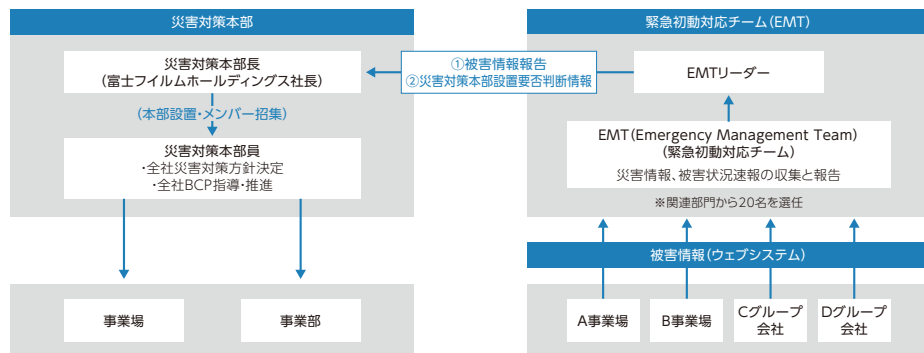 災害対策本部
災害対策本部長
(富士フイルムホールディングス社長)
(本部設置・メンバー招集)
災害対策本部員
・全社災害対策方針決定
・全社BCP指導・推進
事業場
事業部
①被害情報報告
②災害対策本部設置要否判断情報
緊急初動対応チーム(EMT)
EMTリーダー
EMT(Emergency Management Team)
(緊急初動対応チーム)
災害情報、被害状況速報の収集と報告
※関連部門から20名を選任
被害情報(ウェブシステム)
A事業場
B事業場
Cグループ
会社
Dグループ
会社